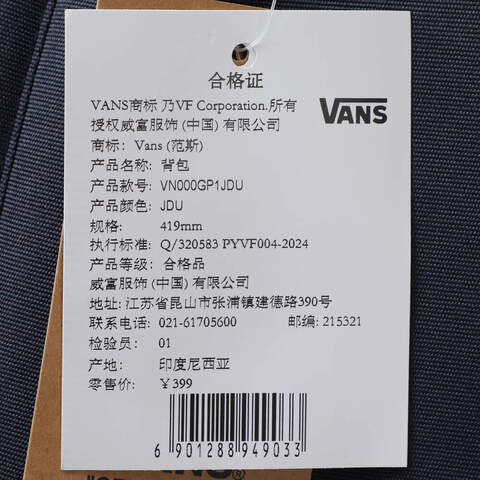 合格证
VANS商标 乃VF Corporation.所有
VANS
授权威富服饰 (中国) 有限公司
商标：Vans (范斯)
产品名称：背包
产品款号：VN000GP1JDU
产品颜色：JDU
规格： 419mm
执行标准：Q/320583 PYVF004-2024
产品等级：合格品
威富服饰 (中国) 有限公司
地址: 江苏省昆山市张浦镇建德路390号
联系电话: 021-61705600 邮编: 215321
检验员： 01
产地： 印度尼西亚
零售价： ¥399
6 901288 949033